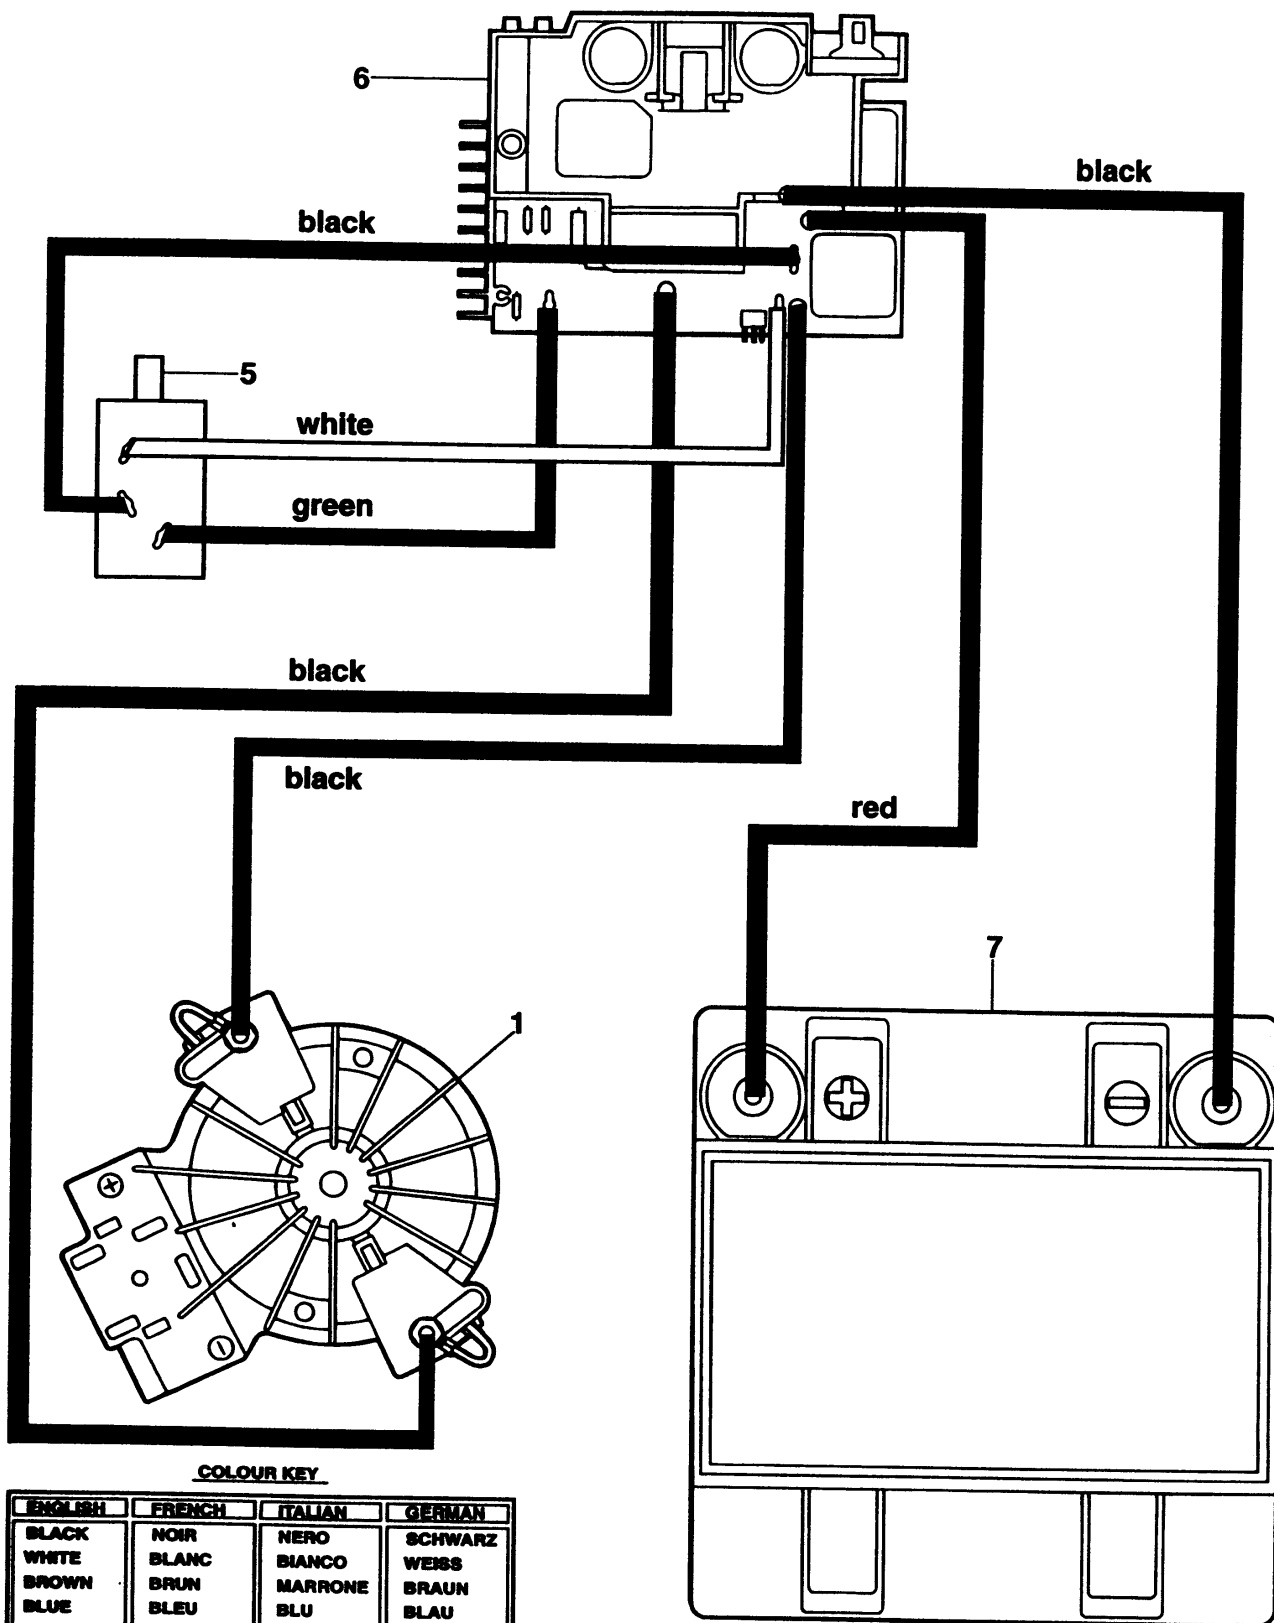 6
black
black
5
white
green
black
black
red
7
1
COLOUR KEY
ENGLISH FRENCH ITALIAN GERMAN
BLACK NOIR NERO SCHWARZ
WHITE BLANC BIANCO WEISS
BROWN BRUN MARRONE BRAUN
BLUE BLEU BLU BLAU